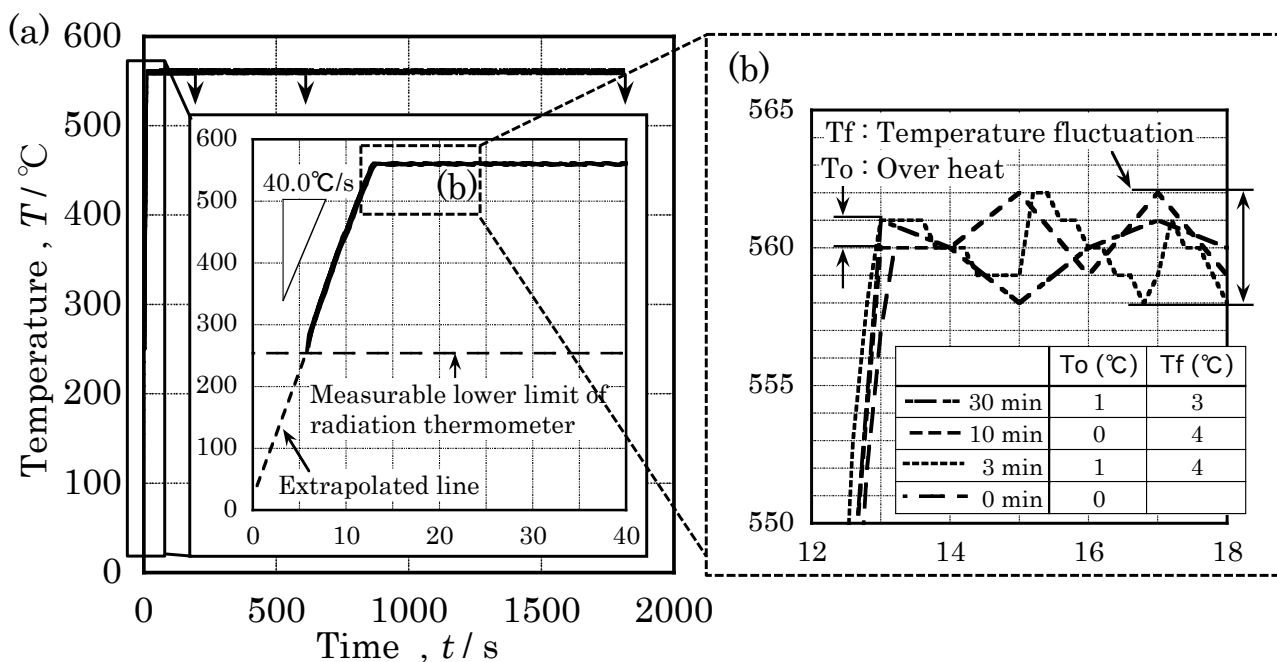 (a)
600
500
400
300
200
100
0
0 500 1000 1500 2000
Temperature , T / ℃
Time , t / s
600
500
400
300
200
100
0
0 10 20 30 40
40.0℃/s
(b)
Measurable lower limit of
radiation thermometer
Extrapolated line
(b)
565
560
555
550
12 14 16 18
Tf : Temperature fluctuation
To : Over heat
To (℃) Tf (℃)
30 min 1 3
10 min 0 4
3 min 1 4
0 min 0